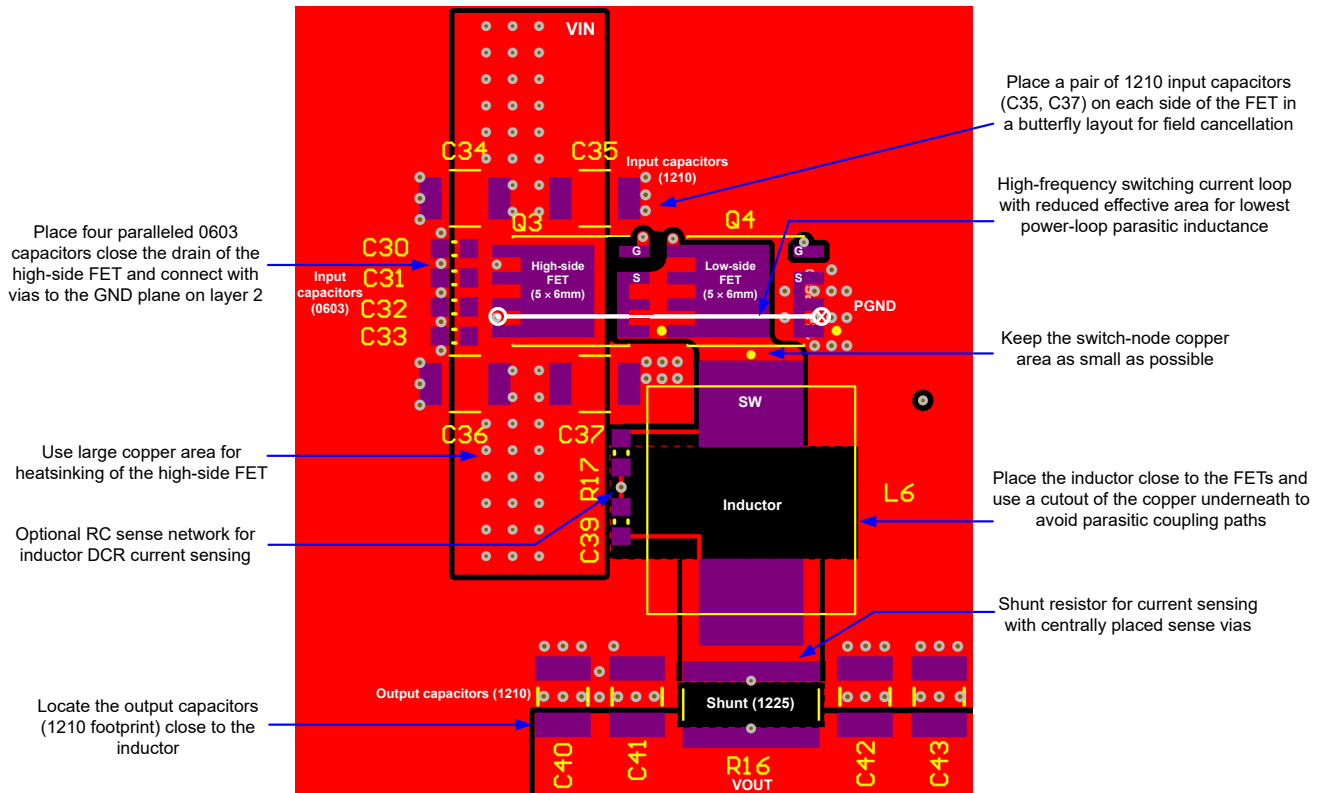 VIN
Place a pair of 1210 input capacitors
(C35, C37) on each side of the FET in
a butterfly layout for field cancellation
C34
C35
Input capacitors
(1210)
High-frequency switching current loop
with reduced effective area for lowest
power-loop parasitic inductance
Q3
Q4
Place four paralleled 0603
capacitors close the drain of the
high-side FET and connect with
vias to the GND plane on layer 2
C30
C31
C32
C33
Input
capacitors
(0603)
High-side
FET
(5 × 6mm)
G
S
Low-side
FET
(5 × 6mm)
G
S
PGND
Keep the switch-node copper
area as small as possible
SW
C36
C37
Use large copper area for
heatsinking of the high-side FET
R17
Inductor
L6
Place the inductor close to the FETs and
use a cutout of the copper underneath to
avoid parasitic coupling paths
Optional RC sense network for
inductor DCR current sensing
C39
Shunt resistor for current sensing
with centrally placed sense vias
Output capacitors (1210)
Shunt (1225)
Locate the output capacitors
(1210 footprint) close to the
inductor
C40
C41
R16
VOUT
C42
C43